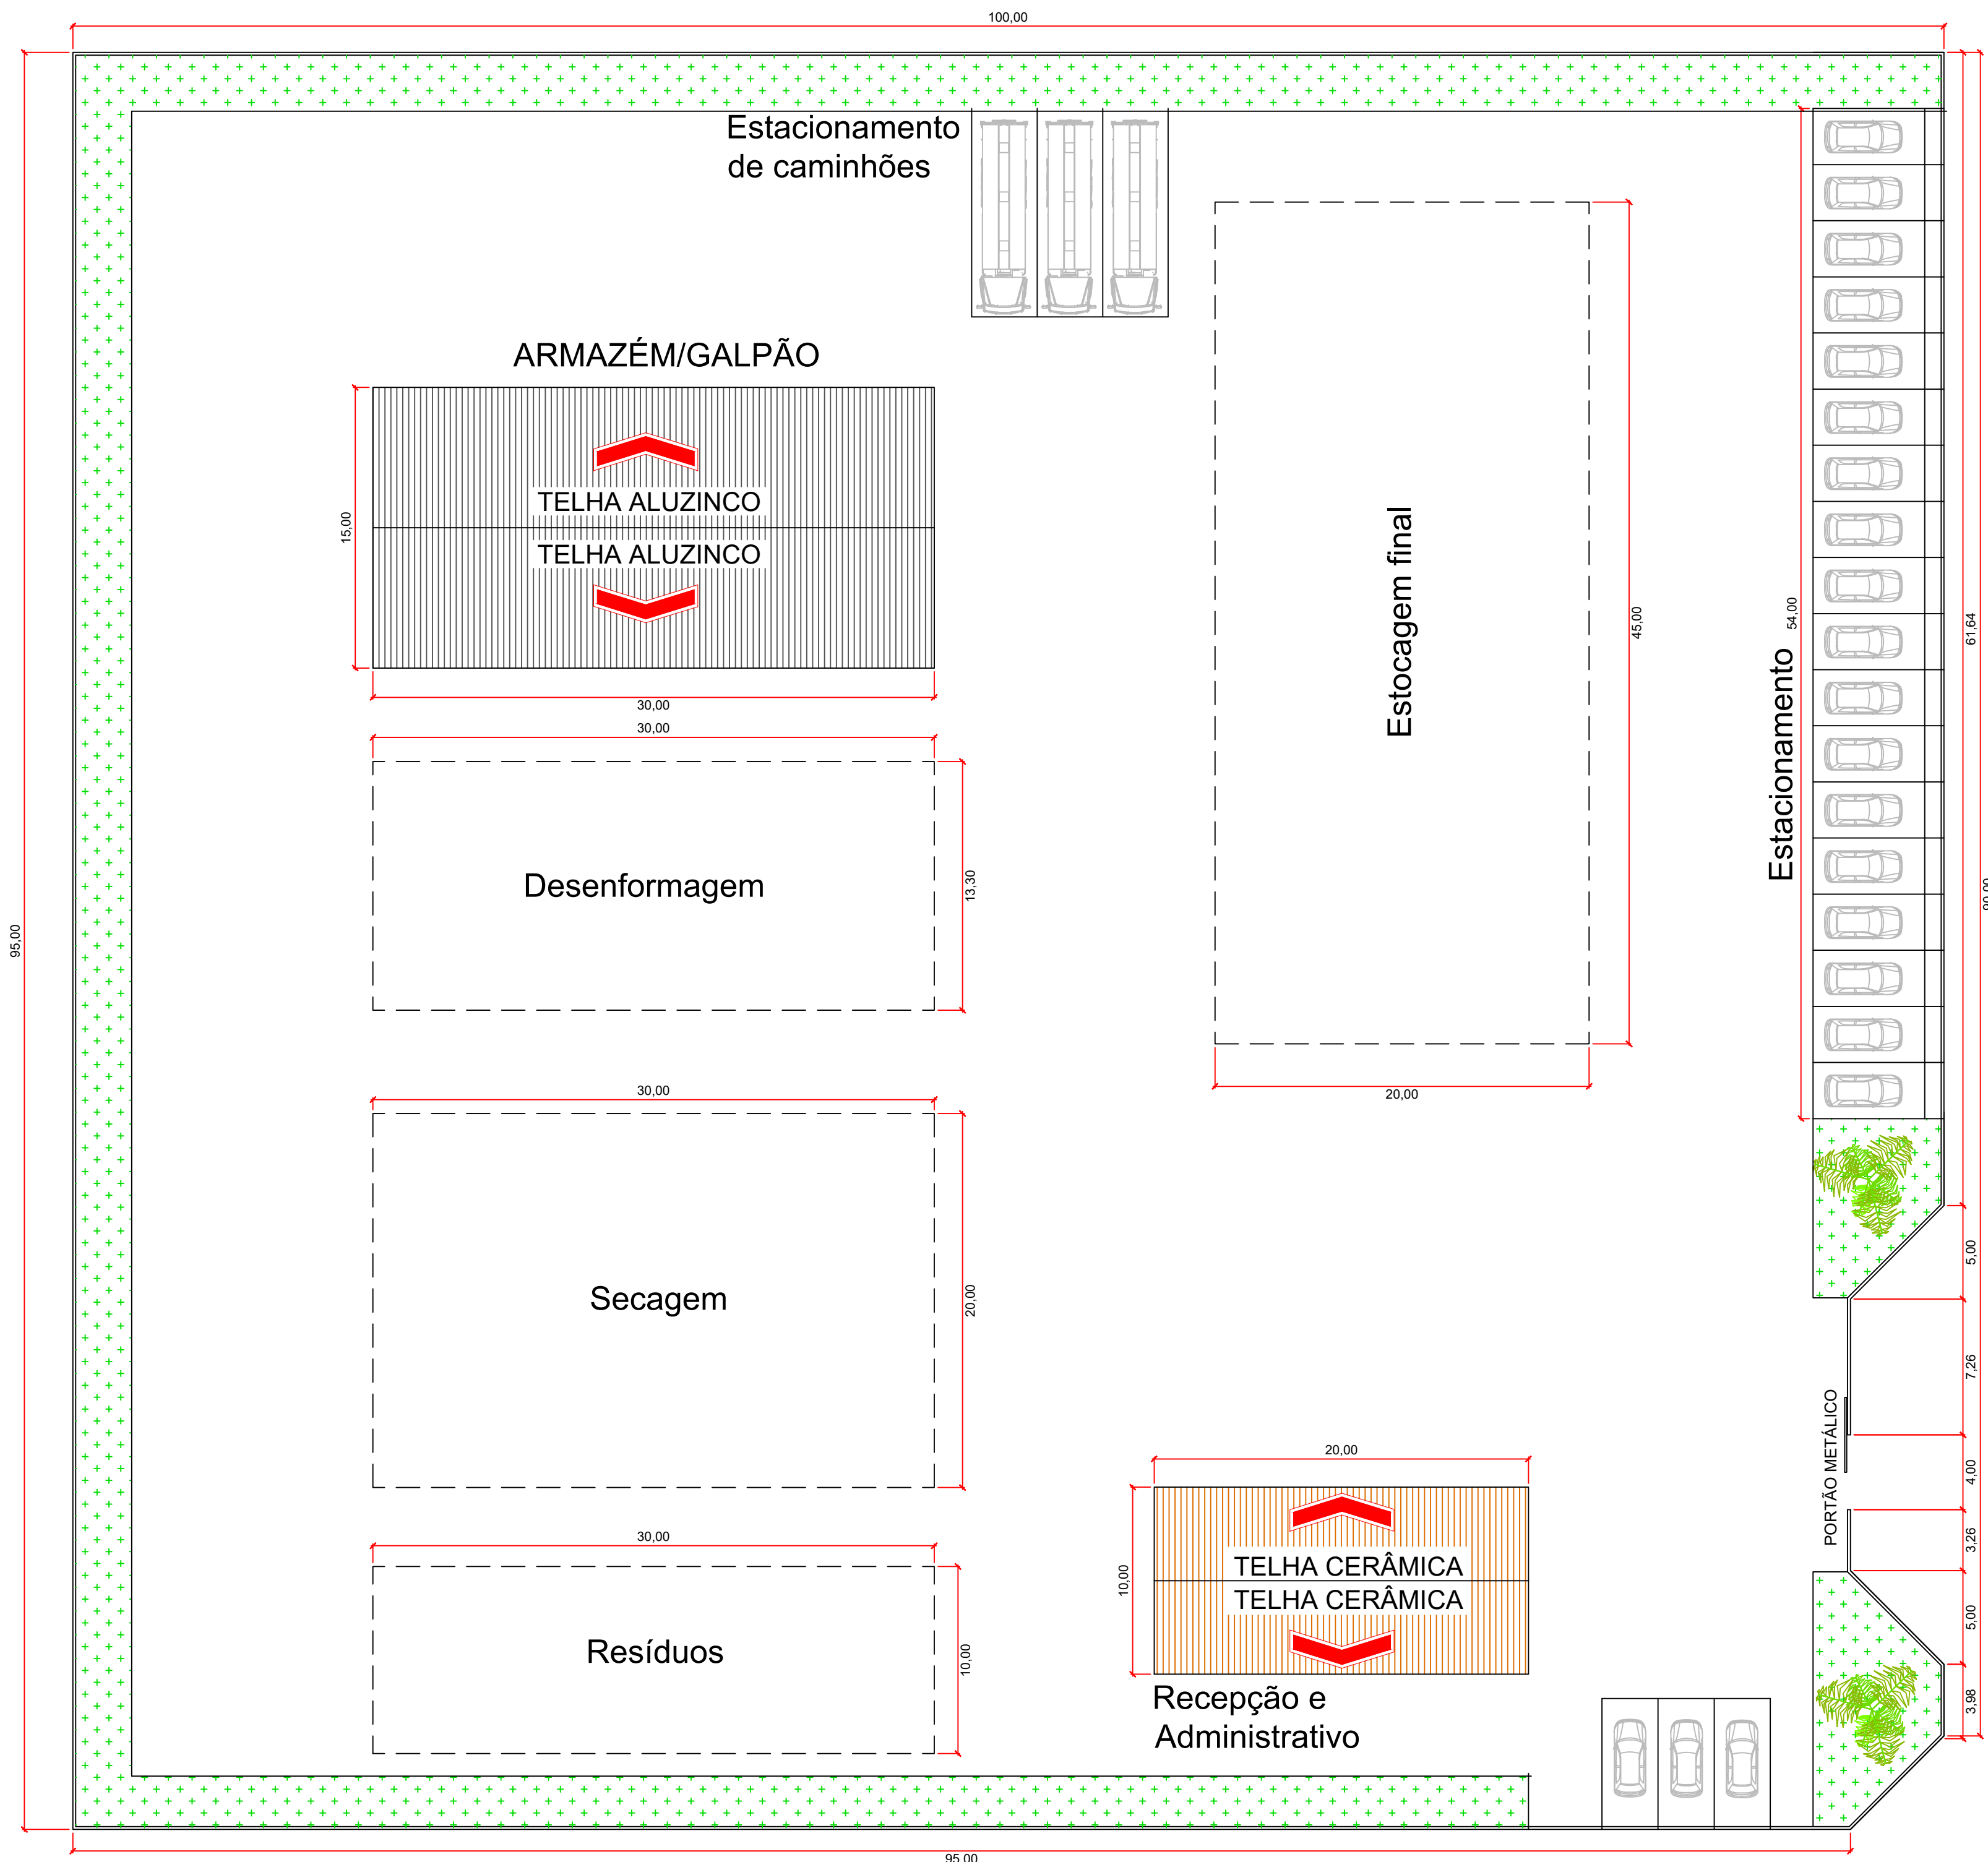 100,00
Estacionamento
de caminhões
ARMAZÉM/GALPÃO
TELHA ALUZINCO
TELHA ALUZINCO
15,00
30,00
30,00
Desenformagem
13,30
30,00
Secagem
20,00
30,00
Resíduos
10,00
Estocagem final
45,00
20,00
54,00
Estacionamento
61,64
90,00
95,00
5,00
7,26
PORTÃO METÁLICO
4,00
3,26
5,00
3,98
20,00
10,00
TELHA CERÂMICA
TELHA CERÂMICA
Recepção e
Administrativo
95,00